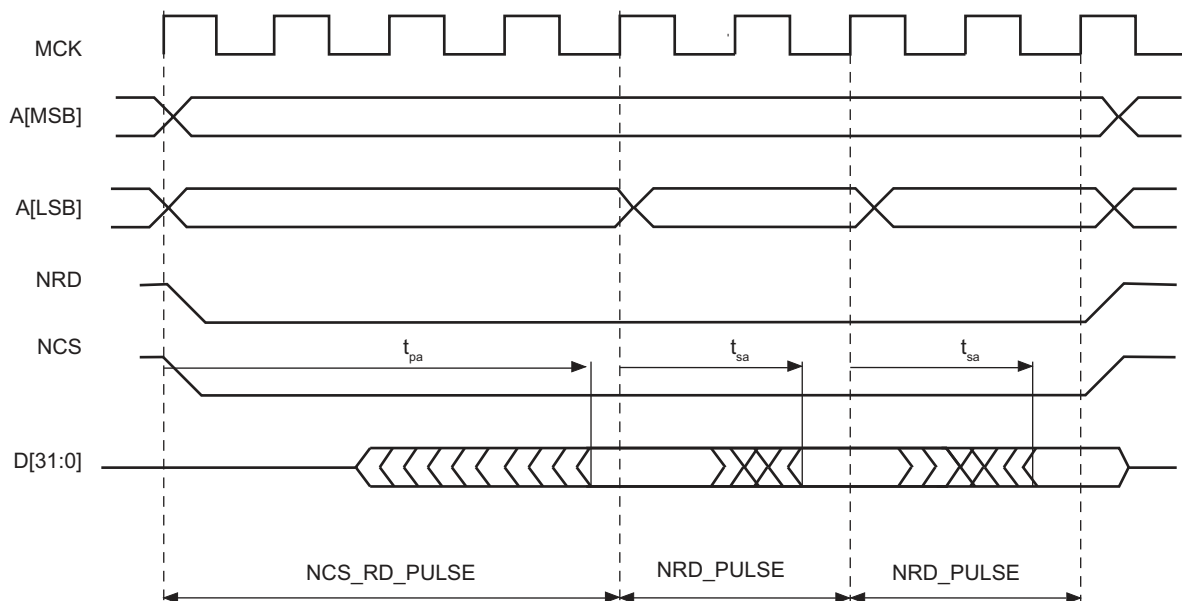 MCK
A[MSB]
A[LSB]
NRD
NCS
tpa
tsa
tsa
D[31:0]
NCS_RD_PULSE
NRD_PULSE
NRD_PULSE